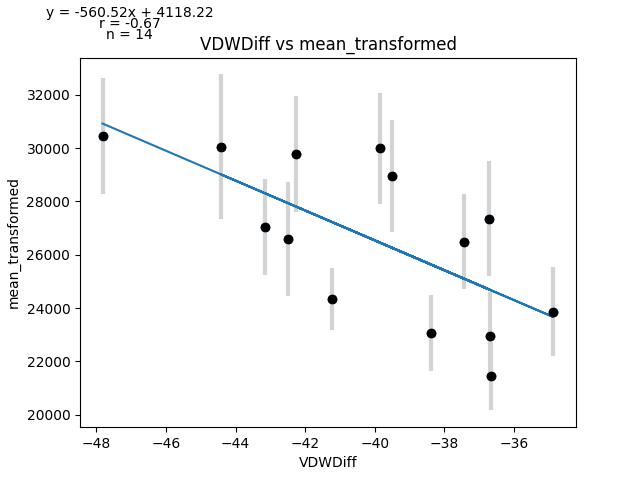 y = -560.52x + 4118.22
r = -0.67
n = 14
VDWDiff vs mean_transformed
32000
30000
28000
26000
24000
22000
20000
mean_transformed
−48
−46
−44
−42
−40
−38
−36
VDWDiff